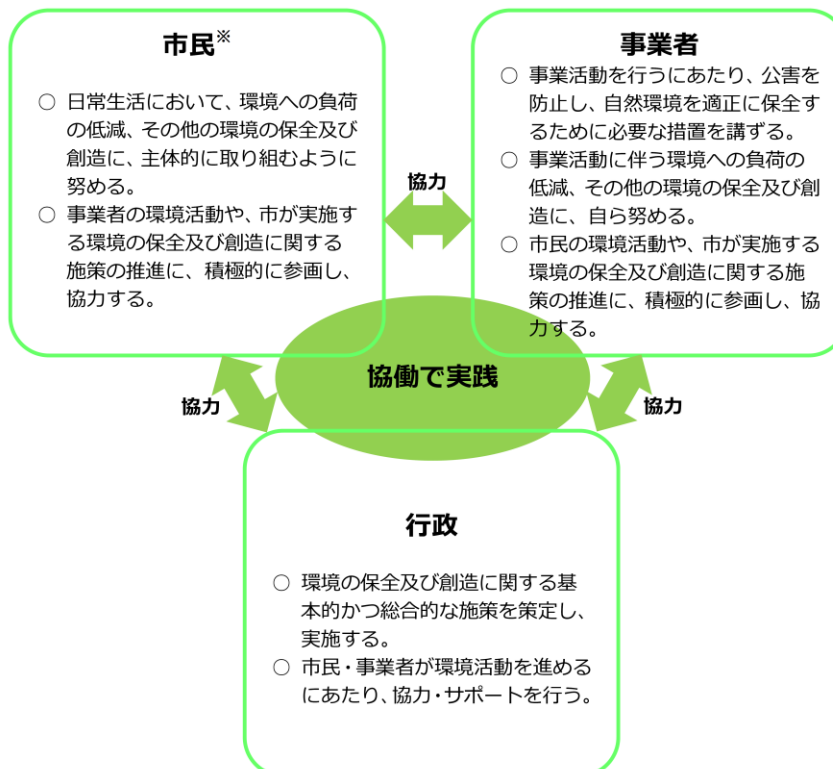 市民※
○ 日常生活において、環境への負荷
の低減、その他の環境の保全及び
創造に、主体的に取り組むように
努める。
○ 事業者の環境活動や、市が実施す
る環境の保全及び創造に関する
施策の推進に、積極的に参画し、
協力する。
協力
事業者
○ 事業活動を行うにあたり、公害を
防止し、自然環境を適正に保全す
るために必要な措置を講ずる。
○ 事業活動に伴う環境への負荷の
低減、その他の環境の保全及び創
造に、自ら努める。
○ 市民の環境活動や、市が実施する
環境の保全及び創造に関する施
策の推進に、積極的に参画し、協
力する。
協働で実践
協力
協力
行政
○ 環境の保全及び創造に関する基
本的かつ総合的な施策を策定し、
実施する。
○ 市民・事業者が環境活動を進める
にあたり、協力・サポートを行う。